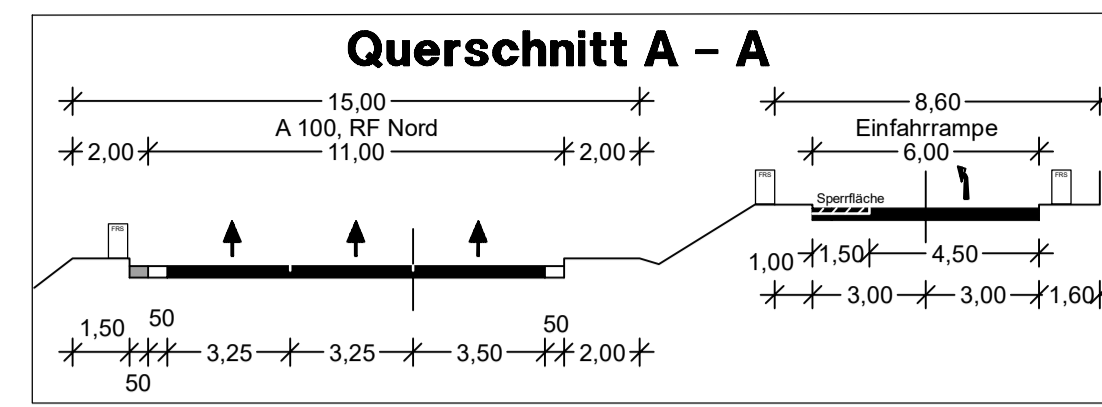 Querschnitt A – A
15,00
A 100, RF Nord
2,00 11,00 2,00
8,60
Einfahrrampe
6,00
FRS
FRS
FRS
Sperrfläche
1,00 1,50 4,50
3,00 3,00 1,60
1,50 50 3,25 3,25 3,50 50 2,00
50